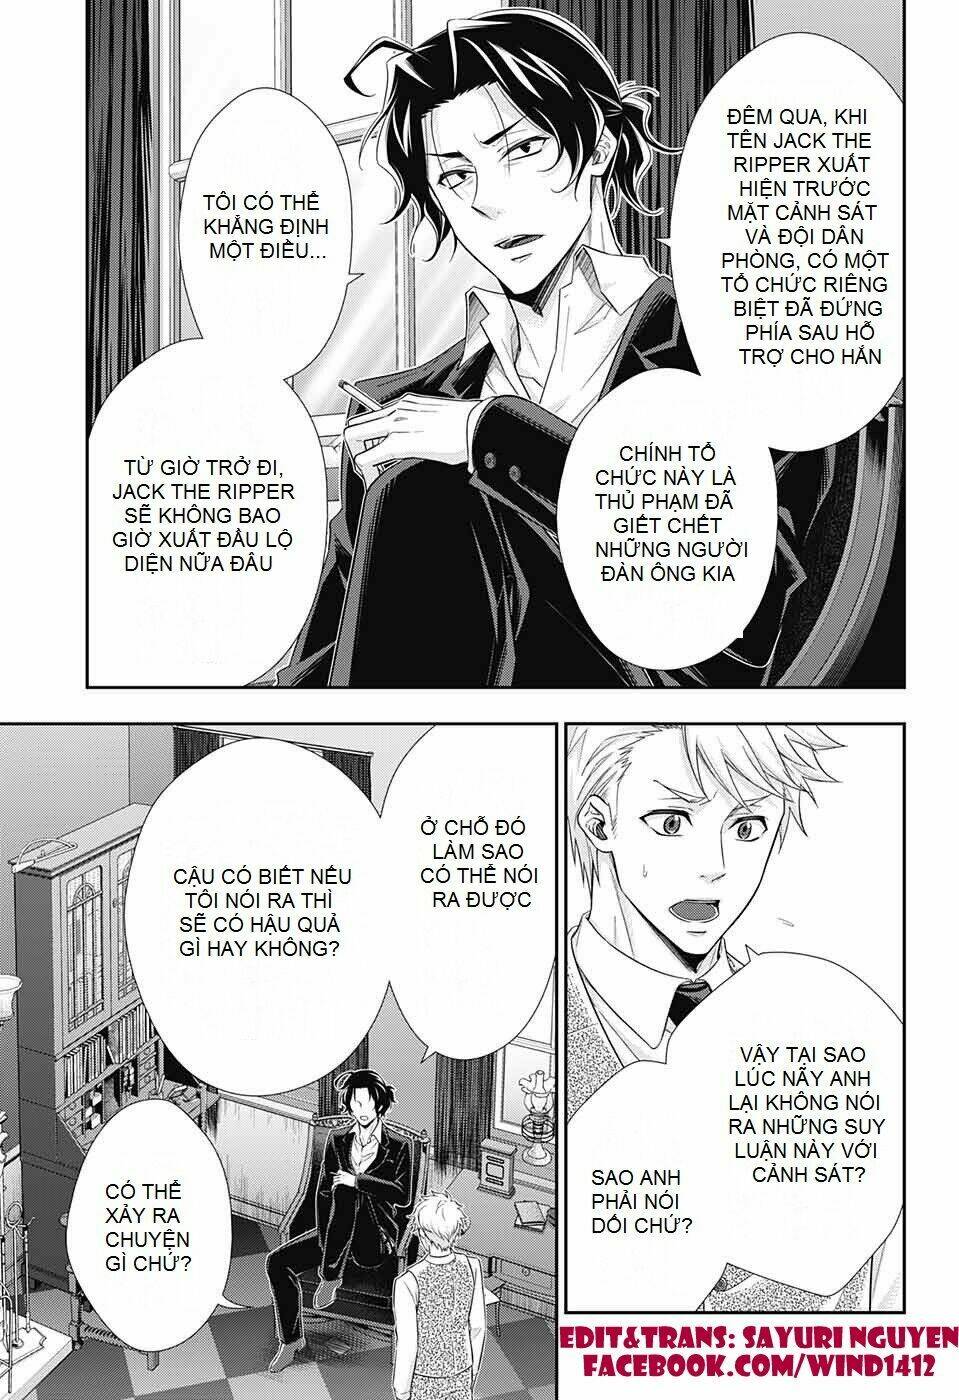 ĐÊM QUA, KHI
TÊN JACK THE
RIPPER XUẤT
HIỆN TRƯỚC
MẶT CẢNH SÁT
VÀ ĐỘI DÂN
PHÒNG, CÓ MỘT
TỔ CHỨC RIÊNG
BIỆT ĐÃ ĐỨNG
PHÍA SAU HỖ
TRỢ CHO HẮN
CHÍNH TỔ
CHỨC NÀY LÀ
THỦ PHẠM ĐÃ
GIẾT CHẾT
NHỮNG NGƯỜI
ĐÀN ÔNG KIA
TÔI CÓ THỂ
KHẲNG ĐỊNH
MỘT ĐIỀU...
TỪ GIỜ TRỞ ĐI,
JACK THE RIPPER
SẼ KHÔNG BAO
GIỜ XUẤT ĐẦU LỘ
DIỆN NỮA ĐÂU
VẬY TẠI SAO
LÚC NÃY ANH
LẠI KHÔNG NÓI
RA NHỮNG SUY
LUẬN NÀY VỚI
CẢNH SÁT?
SAO ANH
PHẢI NÓI
DỐI CHỨ?
Ở CHỖ ĐÓ
LÀM SAO
CÓ THỂ NÓI
RA ĐƯỢC
CẬU CÓ BIẾT NẾU
TÔI NÓI RA THÌ
SẼ CÓ HẬU QUẢ
GÌ HAY KHÔNG?
CÓ THỂ
XẢY RA
CHUYỆN
GÌ CHỨ?
EDIT&TRANS: SAYURI NGUYEN
FACEBOOK.COM/WIND1412